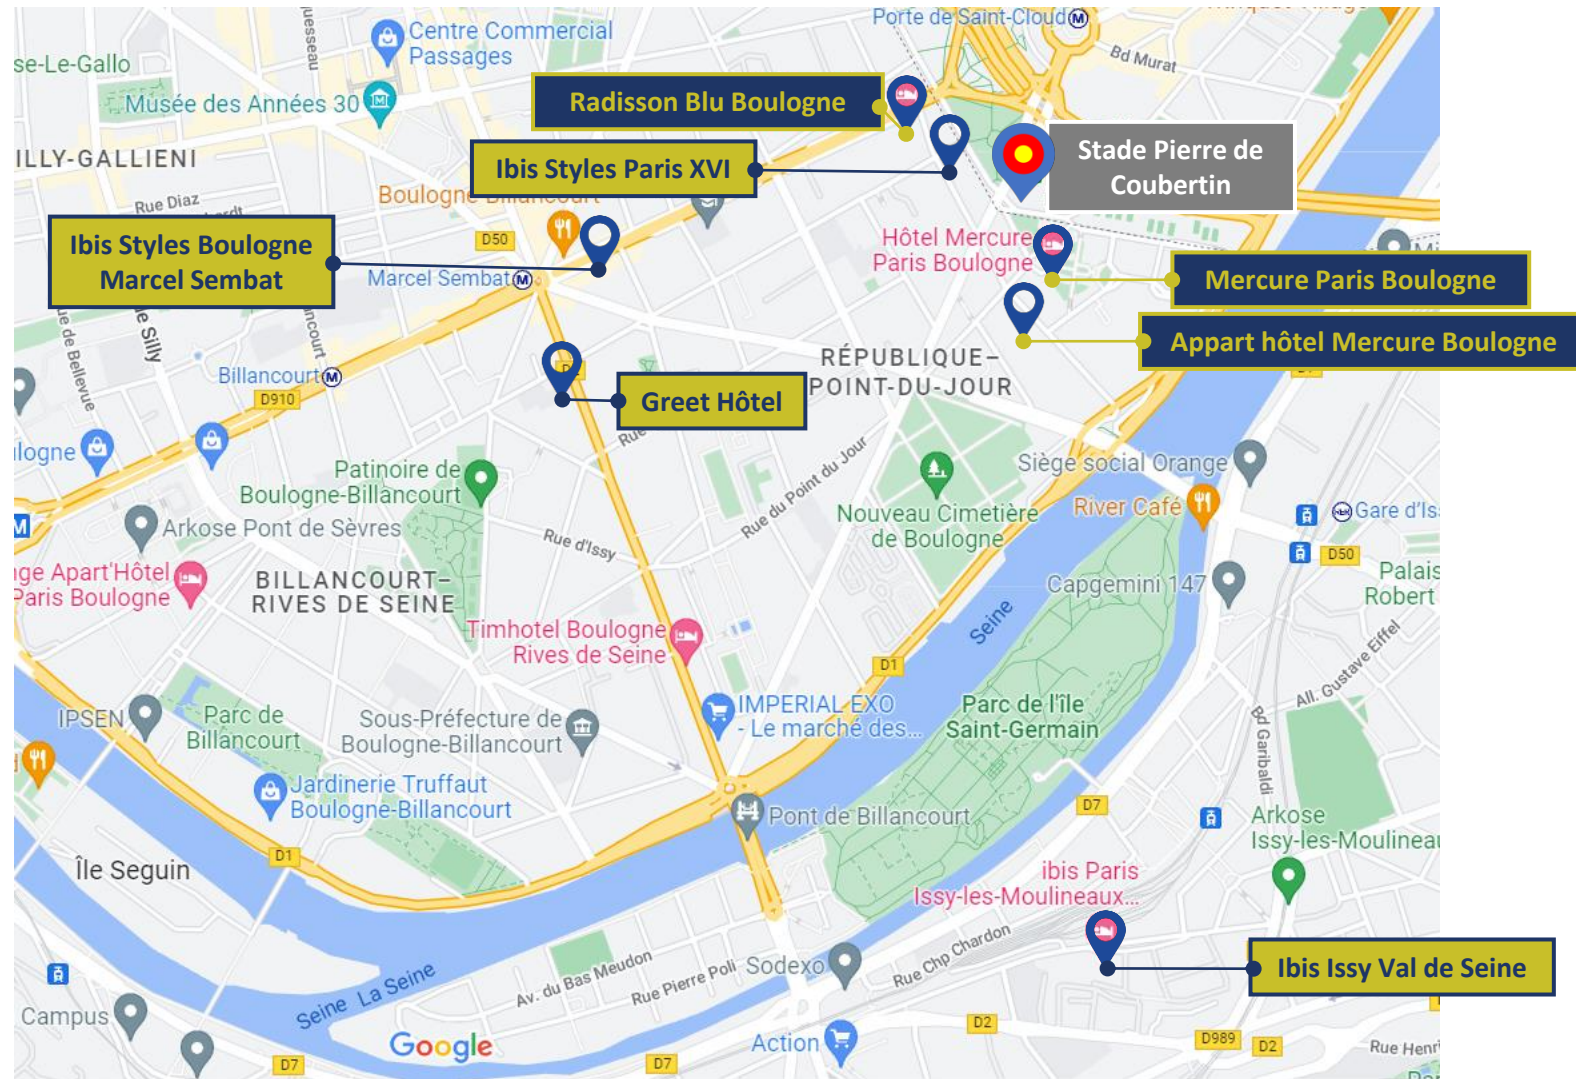 Porte de Saint-Cloud
Centre Commercial
Passages
Bd Murat
se-Le-Gallo
Musée des Années 30
Radisson Blu Boulogne
Stade Pierre de
Coubertin
ILLY-GALLIENI
Ibis Styles Paris XVI
Rue Diaz
Ibis Styles Boulogne
Marcel Sembat
D50
Marcel Sembat
Hôtel Mercure
Paris Boulogne
Mercure Paris Boulogne
Appart hôtel Mercure Boulogne
RÉPUBLIQUE-
POINT-DU-JOUR
Silly
ue de Bellevue
Billancourt
D910
Greet Hôtel
Patinoire de
Boulogne-Billancourt
Rue du Point du Jour
Siège social Orange
River Café
Nouveau Cimetière
de Boulogne
Gare d'Is
D50
Arkose Pont de Sèvres
Rue d'Issy
Palais
Robert
Capgemini 147
ge Apart'Hôtel
Paris Boulogne
BILLANCOURT-
RIVES DE SEINE
Seine
Timhotel Boulogne
Rives de Seine
D1
All. Gustave Eiffel
IPSEN
Parc de
Billancourt
Sous-Préfecture de
Boulogne-Billancourt
IMPERIAL EXO
- Le marché des...
Parc de l'île
Saint-Germain
Bd Garibaldi
Jardinerie Truffaut
Boulogne-Billancourt
Pont de Billancourt
D7
Arkose
Issy-les-Moulineau
D1
Île Seguin
ibis Paris
Issy-les-Moulineaux...
Ibis Issy Val de Seine
Rue Chp Chardon
Av. du Bas Meudon
Rue Pierre Poli
Sodexo
Seine
La Seine
Campus
Google
Action
D2
D989
D2
Rue Henri
D7
D7